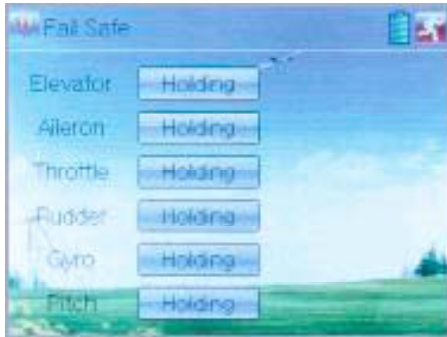 Fail Safe
Elevator Holding
Aileron Holding
Throttle Holding
Rudder Holding
Gyro Holding
Pitch Holding